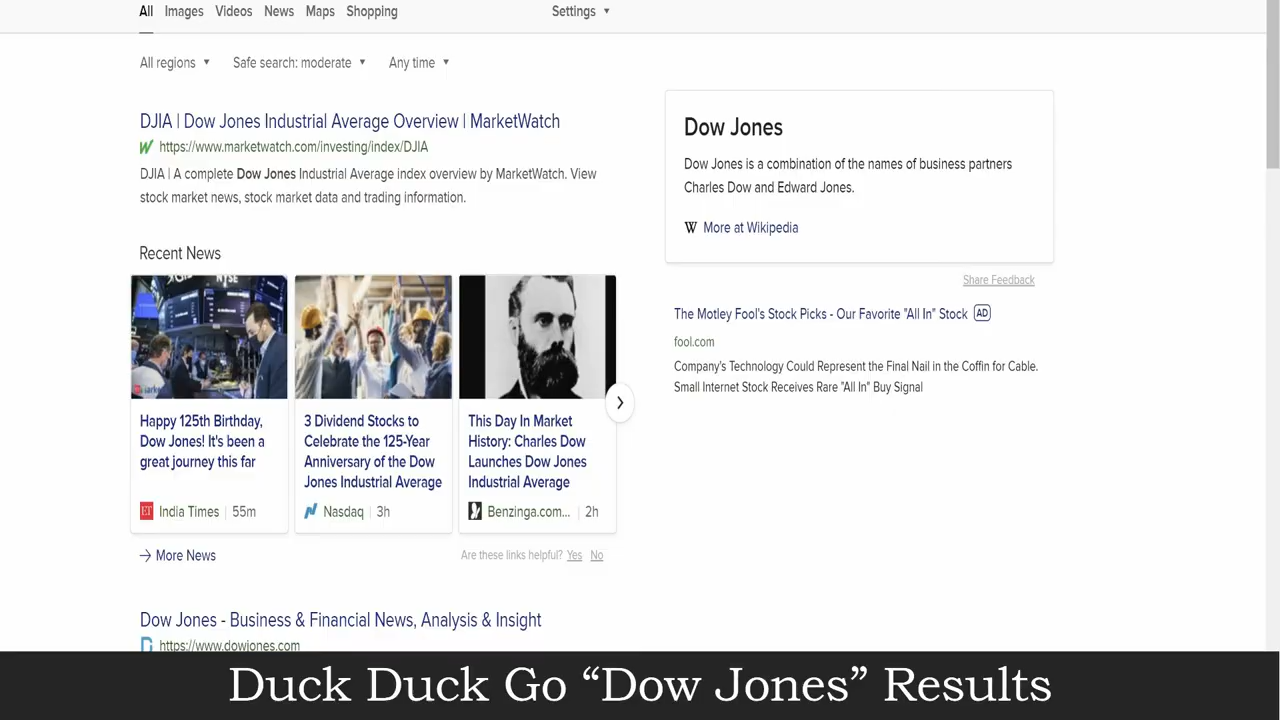 All Images Videos News Maps Shopping Settings
All regions Safe search: moderate Any time
DJIA | Dow Jones Industrial Average Overview | MarketWatch
https://www.marketwatch.com/investing/index/DJIA
DJIA | A complete Dow Jones Industrial Average index overview by MarketWatch. View
stock market news, stock market data and trading information.
Recent News
NYSE
Happy 125th Birthday,
Dow Jones! It's been a
great journey this far
ET India Times | 55m
3 Dividend Stocks to
Celebrate the 125-Year
Anniversary of the Dow
Jones Industrial Average
Nasdaq | 3h
This Day In Market
History: Charles Dow
Launches Dow Jones
Industrial Average
Benzinga.com... | 2h
More News
Are these links helpful? Yes No
Dow Jones - Business & Financial News, Analysis & Insight
https://www.dowjones.com
Dow Jones
Dow Jones is a combination of the names of business partners
Charles Dow and Edward Jones.
W More at Wikipedia
Share Feedback
The Motley Fool's Stock Picks - Our Favorite "All In" Stock AD
fool.com
Company's Technology Could Represent the Final Nail in the Coffin for Cable.
Small Internet Stock Receives Rare "All In" Buy Signal
Duck Duck Go “Dow Jones” Results